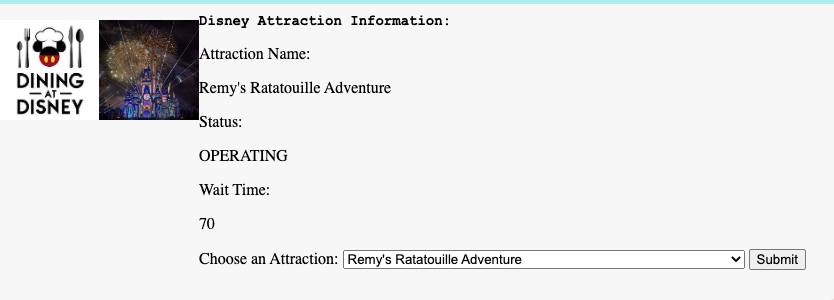 DINING
AT
DISNEY
Disney Attraction Information:
Attraction Name:
Remy's Ratatouille Adventure
Status:
OPERATING
Wait Time:
70
Choose an Attraction: Remy's Ratatouille Adventure Submit